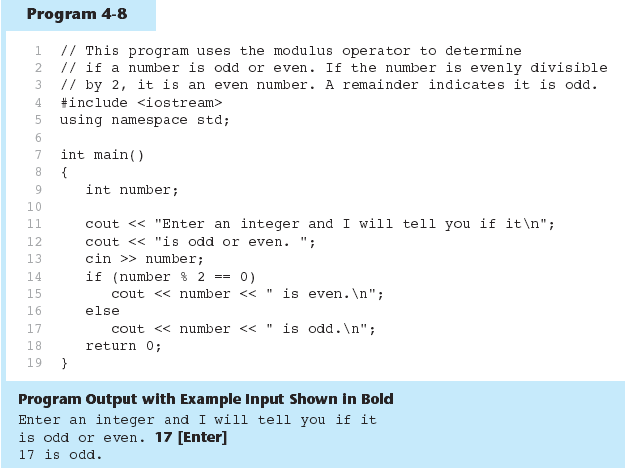 Program 4-8
1 // This program uses the modulus operator to determine
2 // if a number is odd or even. If the number is evenly divisible
3 // by 2, it is an even number. A remainder indicates it is odd.
4 #include <iostream>
5 using namespace std;
6
7 int main()
8 {
9 int number;
10
11 cout << "Enter an integer and I will tell you if it\n";
12 cout << "is odd or even. ";
13 cin >> number;
14 if (number % 2 == 0)
15 cout << number << " is even.\n";
16 else
17 cout << number << " is odd.\n";
18 return 0;
19 }
Program Output with Example Input Shown in Bold
Enter an integer and I will tell you if it
is odd or even. 17 [Enter]
17 is odd.